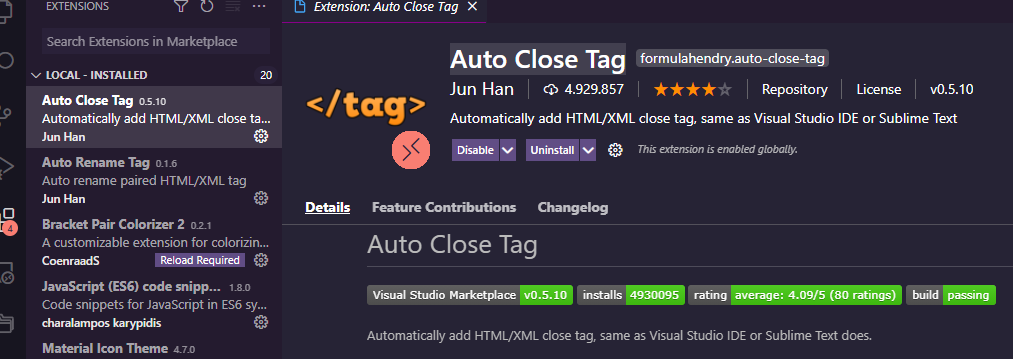 EXTENSIONS
Search Extensions in Marketplace
LOCAL - INSTALLED 20
Auto Close Tag 0.5.10
Automatically add HTML/XML close ta...
Jun Han
Auto Rename Tag 0.1.6
Auto rename paired HTML/XML tag
Jun Han
Bracket Pair Colorizer 2 0.2.1
A customizable extension for colorizin...
CoenraadS Reload Required
JavaScript (ES6) code snipp... 1.8.0
Code snippets for JavaScript in ES6 sy...
charalampos karypidis
Material Icon Theme 4.7.0
4
Extension: Auto Close Tag
</tag>
Auto Close Tag formulahendry.auto-close-tag
Jun Han 4.929.857 Repository License v0.5.10
Automatically add HTML/XML close tag, same as Visual Studio IDE or Sublime Text
Disable Uninstall This extension is enabled globally.
Details Feature Contributions Changelog
Auto Close Tag
Visual Studio Marketplace v0.5.10 installs 4930095 rating average: 4.09/5 (80 ratings) build passing
Automatically add HTML/XML close tag, same as Visual Studio IDE or Sublime Text does.